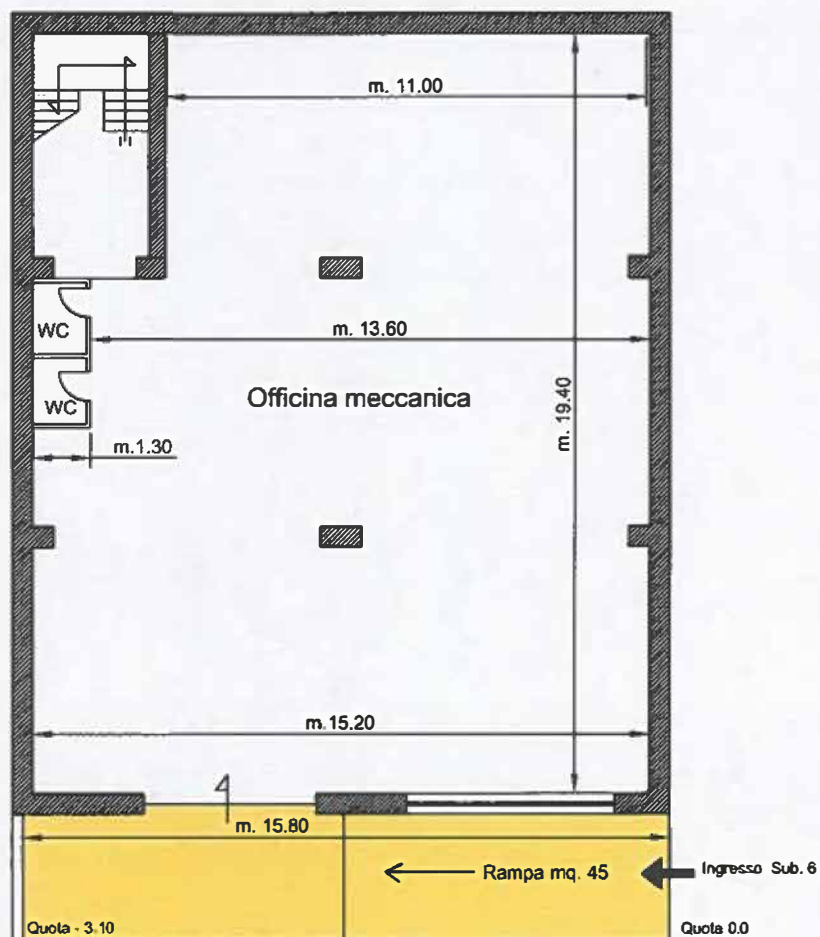 m. 11.00
WC
m. 13.60
WC
Officina meccanica
m. 19.40
m.1.30
m.15.20
m. 15.80
Rampa mq. 45
Ingresso Sub. 6
Quota - 3.10
Quota 0.0